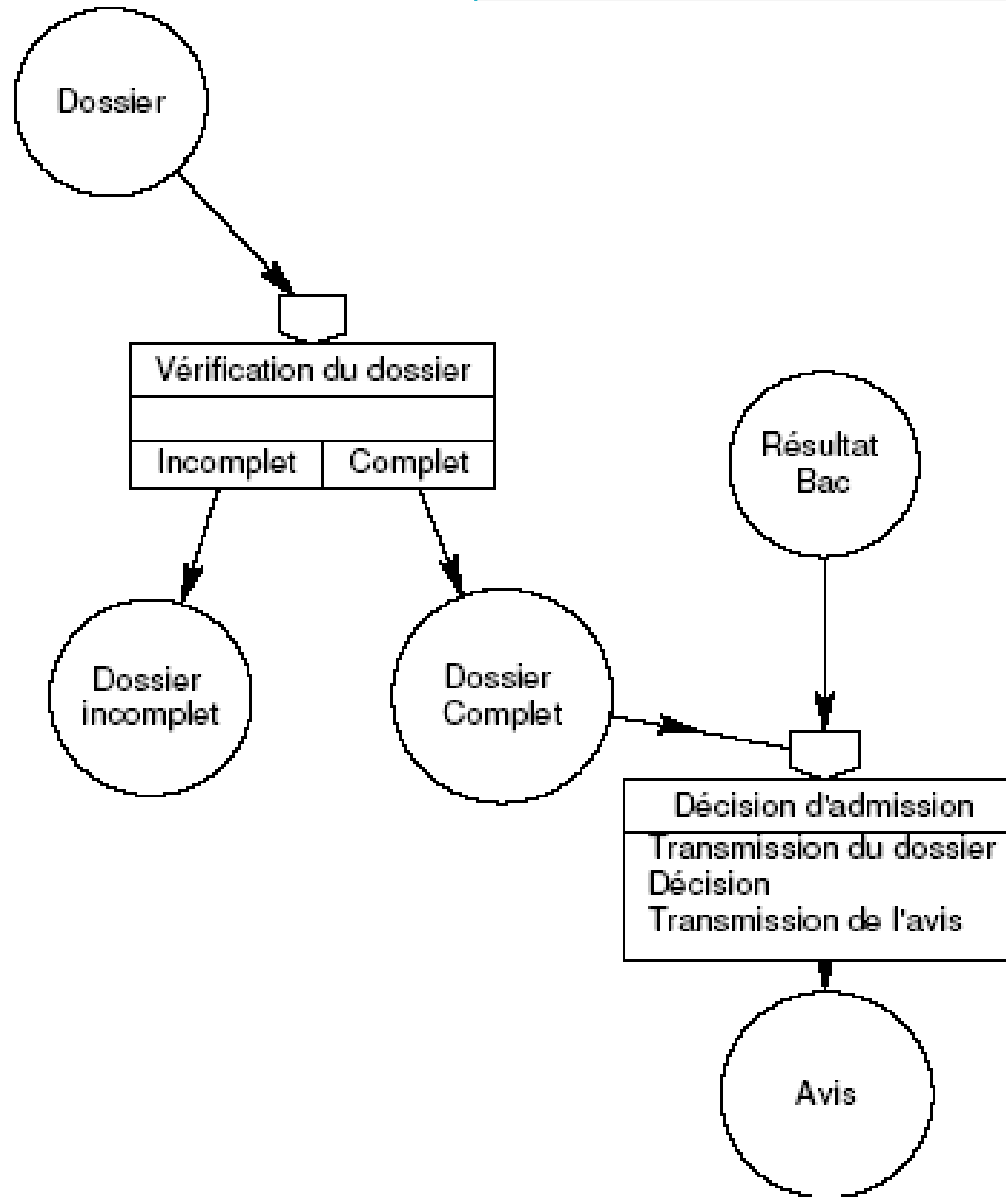 Dossier
Vérification du dossier
Incomplet
Complet
Résultat
Bac
Dossier
incomplet
Dossier
Complet
Décision d'admission
Transmission du dossier
Décision
Transmission de l'avis
Avis